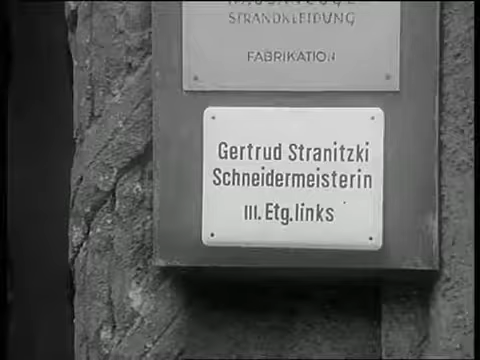 STRANDKLEIDUNG
FABRIKATION
Gertrud Stranitzki
Schneidermeisterin
III. Etg. links